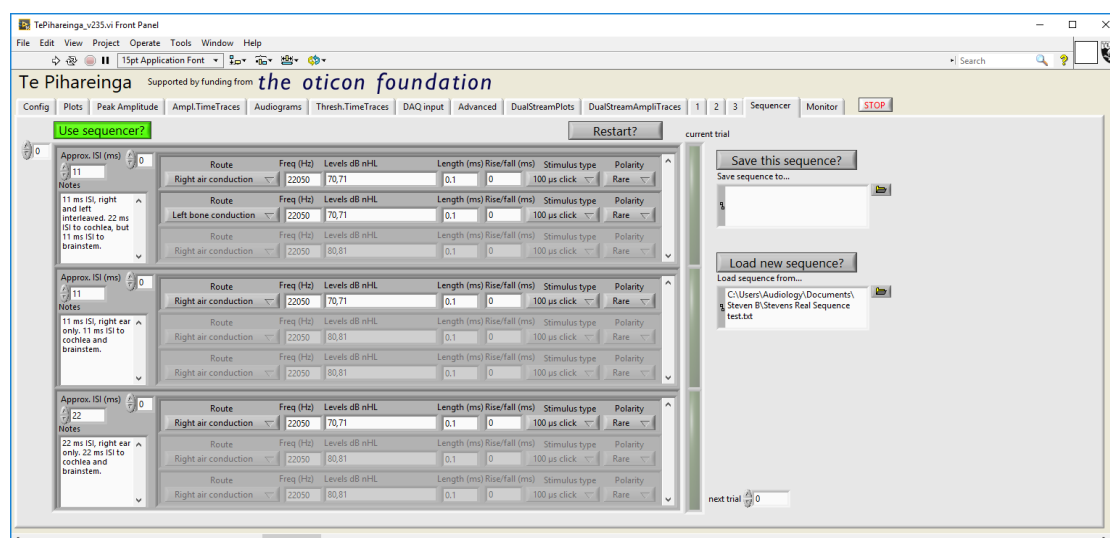 TePihareinga_v235.vi Front Panel
File Edit View Project Operate Tools Window Help
15pt Application Font
Search
Te Pihareinga Supported by funding from the oticon foundation
Config Plots Peak Amplitude Ampl.TimeTraces Audiograms Thresh.TimeTraces DAQ input Advanced DualStreamPlots DualStreamAmpliTraces 1 2 3 Sequencer Monitor STOP
Use sequencer? Restart? current trial
0
Approx. ISI (ms) 0
11
Notes
11 ms ISI, right
and left
interleaved. 22 ms
ISI to cochlea, but
11 ms ISI to
brainstem.
Route Freq (Hz) Levels dB nHL Length (ms) Rise/fall (ms) Stimulus type Polarity
Right air conduction 22050 70,71 0.1 0 100 µs click Rare
Route Freq (Hz) Levels dB nHL Length (ms) Rise/fall (ms) Stimulus type Polarity
Left bone conduction 22050 70,71 0.1 0 100 µs click Rare
Route Freq (Hz) Levels dB nHL Length (ms) Rise/fall (ms) Stimulus type Polarity
Right air conduction 22050 80,81 0.1 0 100 µs click Rare
Approx. ISI (ms) 0
11
Notes
11 ms ISI, right ear
only. 11 ms ISI to
cochlea and
brainstem.
Route Freq (Hz) Levels dB nHL Length (ms) Rise/fall (ms) Stimulus type Polarity
Right air conduction 22050 70,71 0.1 0 100 µs click Rare
Route Freq (Hz) Levels dB nHL Length (ms) Rise/fall (ms) Stimulus type Polarity
Right air conduction 22050 80,81 0.1 0 100 µs click Rare
Route Freq (Hz) Levels dB nHL Length (ms) Rise/fall (ms) Stimulus type Polarity
Right air conduction 22050 80,81 0.1 0 100 µs click Rare
Approx. ISI (ms) 0
22
Notes
22 ms ISI, right ear
only. 22 ms ISI to
cochlea and
brainstem.
Route Freq (Hz) Levels dB nHL Length (ms) Rise/fall (ms) Stimulus type Polarity
Right air conduction 22050 70,71 0.1 0 100 µs click Rare
Route Freq (Hz) Levels dB nHL Length (ms) Rise/fall (ms) Stimulus type Polarity
Right air conduction 22050 80,81 0.1 0 100 µs click Rare
Route Freq (Hz) Levels dB nHL Length (ms) Rise/fall (ms) Stimulus type Polarity
Right air conduction 22050 80,81 0.1 0 100 µs click Rare
Save this sequence?
Save sequence to...
Load new sequence?
Load sequence from...
C:\Users\Audiology\Documents\
Steven B\Stevens Real Sequence
test.txt
next trial 0